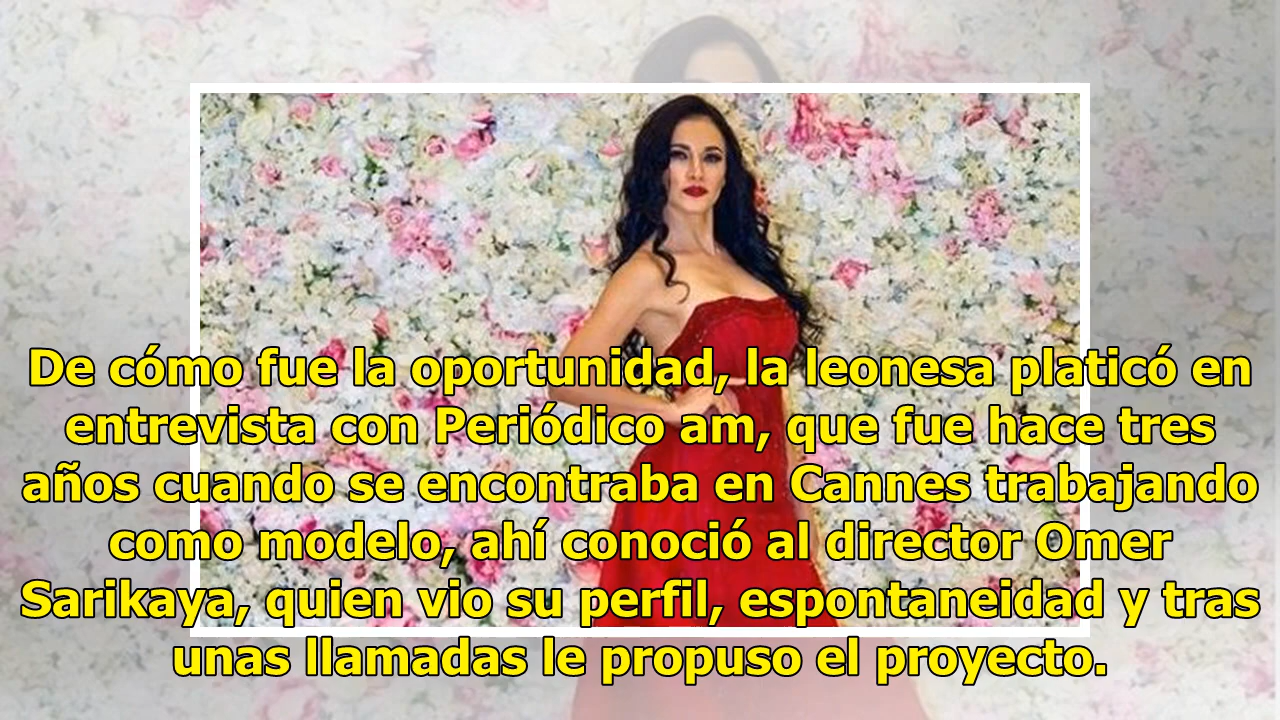 De cómo fue la oportunidad, la leonesa platicó en
entrevista con Periódico am, que fue hace tres
años cuando se encontraba en Cannes trabajando
como modelo, ahí conoció al director Omer
Sarikaya, quien vio su perfil, espontaneidad y tras
unas llamadas le propuso el proyecto.